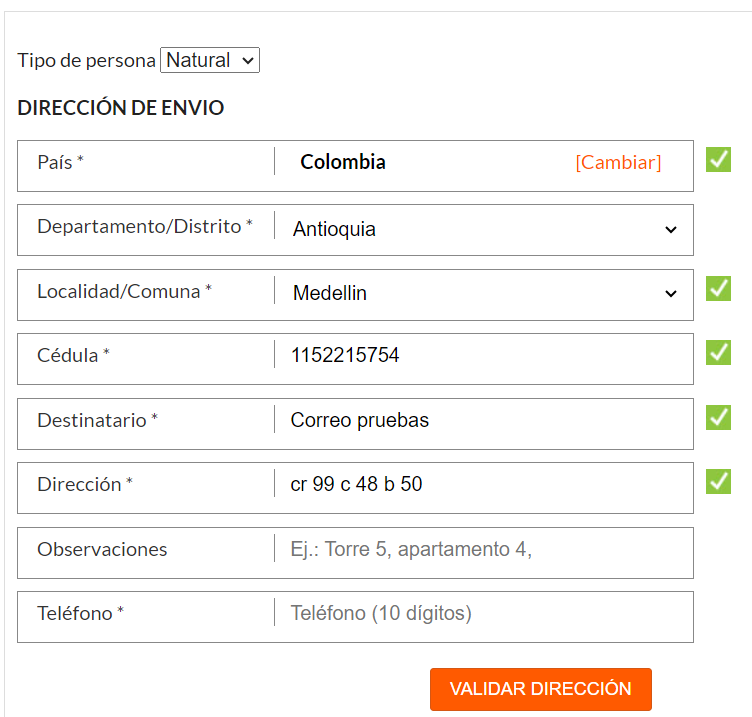 Tipo de persona Natural
DIRECCIÓN DE ENVIO
País * Colombia [Cambiar]
Departamento/Distrito * Antioquia
Localidad/Comuna * Medellin
Cédula * 1152215754
Destinatario * Correo pruebas
Dirección * cr 99 c 48 b 50
Observaciones Ej.: Torre 5, apartamento 4,
Teléfono * Teléfono (10 dígitos)
VALIDAR DIRECCIÓN